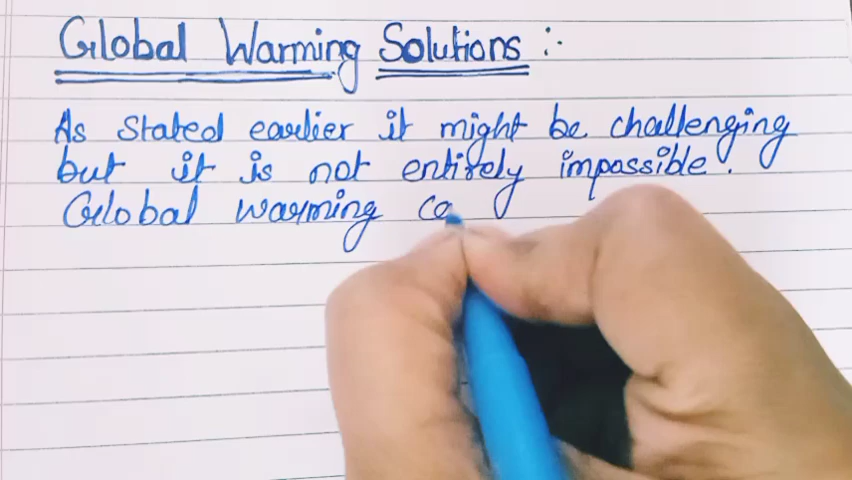 Global Warming Solutions :-
As stated earlier it might be challenging
but it is not entirely impossible.
Global warming